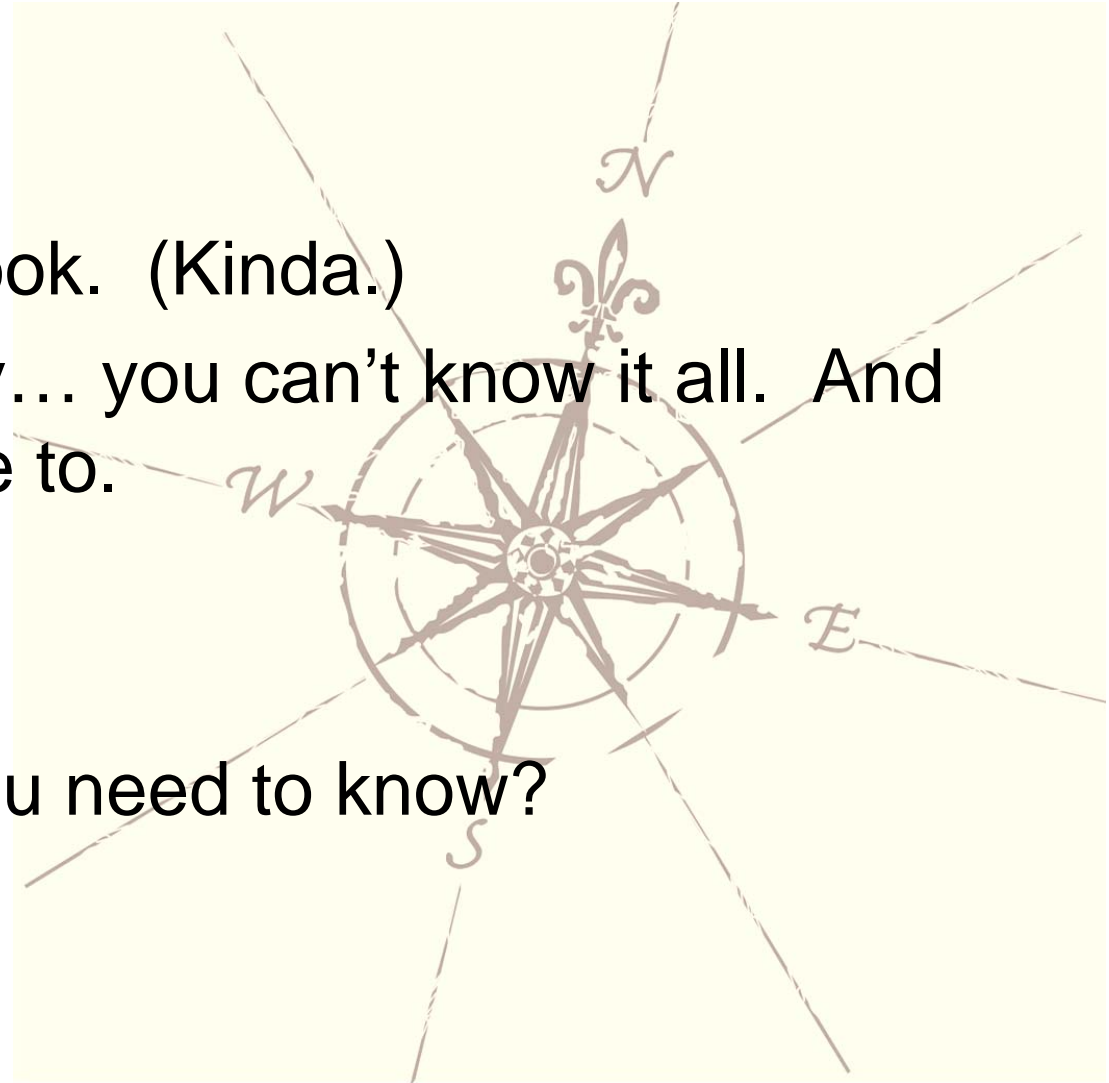 N
ok. (Kinda.)
… you can’t know it all. And
to.
W
E
need to know?
S